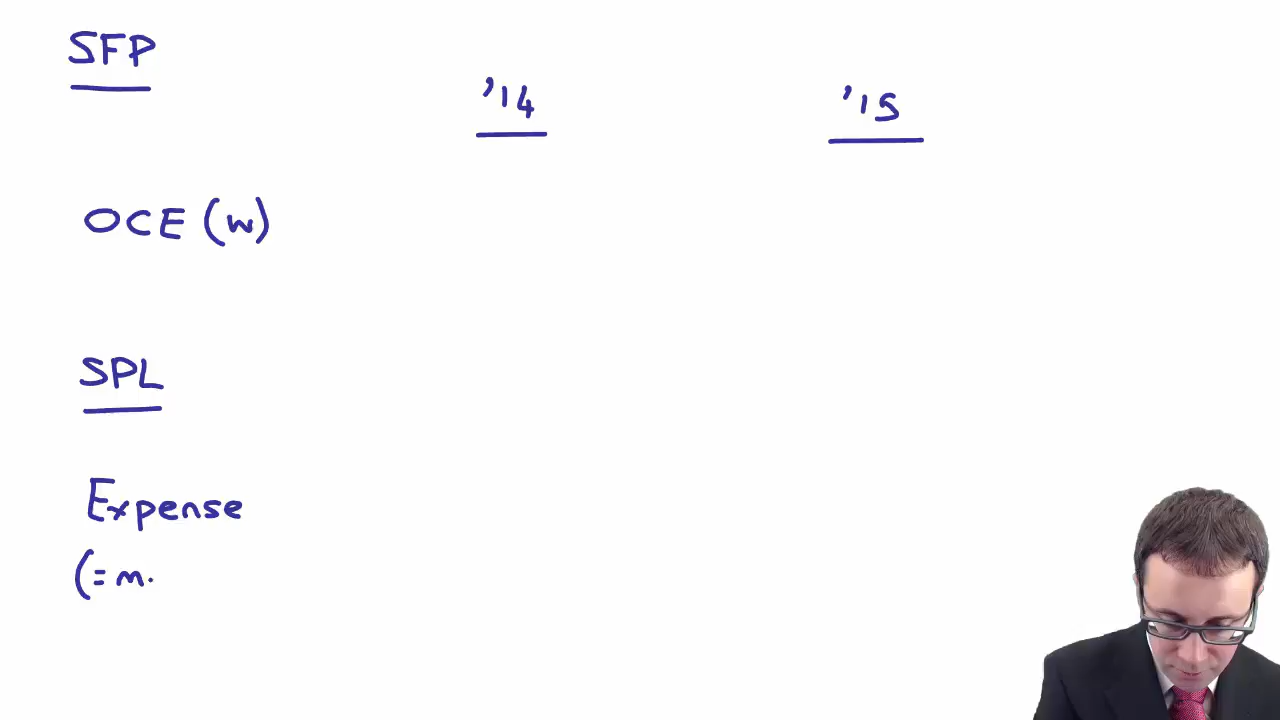 SFP
'14 '15
OCE (w)
SPL
Expense
(= m.